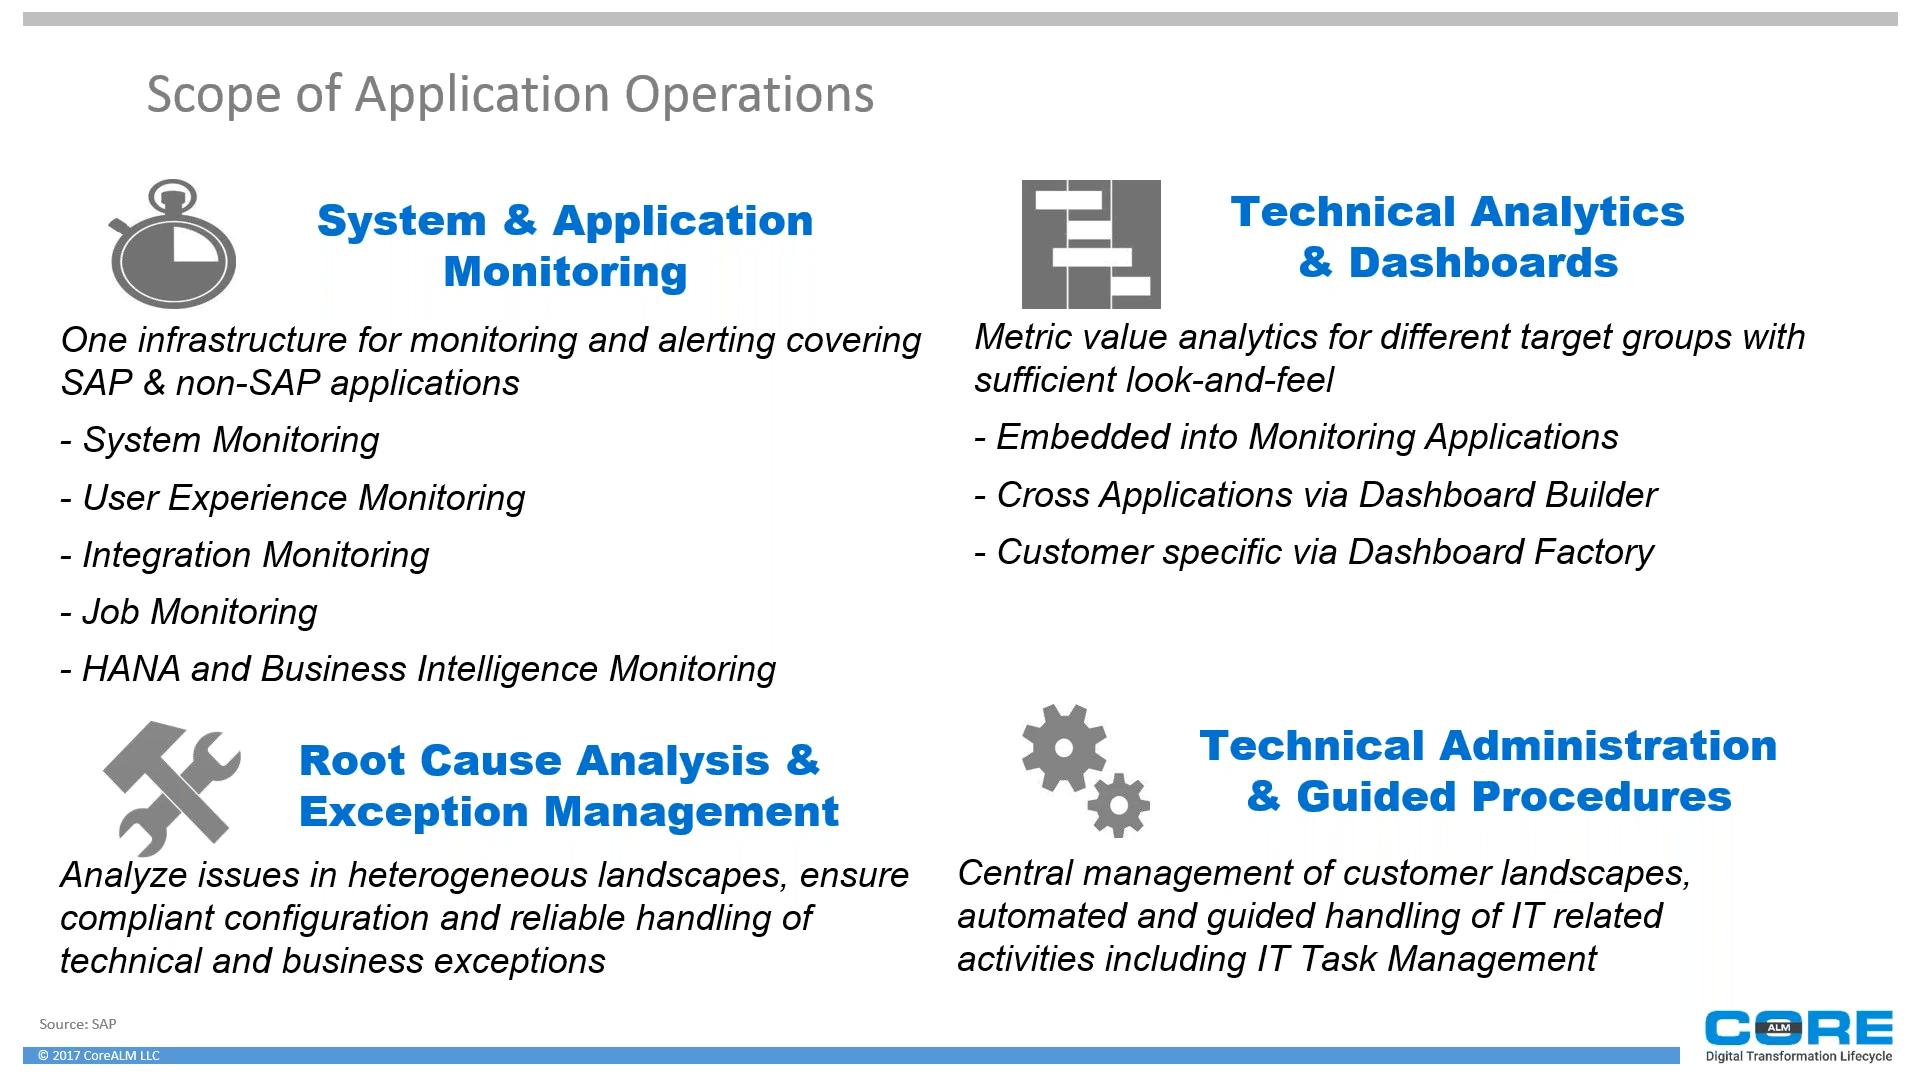 Scope of Application Operations
System & Application
Monitoring
One infrastructure for monitoring and alerting covering
SAP & non-SAP applications
- System Monitoring
- User Experience Monitoring
- Integration Monitoring
- Job Monitoring
- HANA and Business Intelligence Monitoring
Technical Analytics
& Dashboards
Metric value analytics for different target groups with
sufficient look-and-feel
- Embedded into Monitoring Applications
- Cross Applications via Dashboard Builder
- Customer specific via Dashboard Factory
Root Cause Analysis &
Exception Management
Analyze issues in heterogeneous landscapes, ensure
compliant configuration and reliable handling of
technical and business exceptions
Technical Administration
& Guided Procedures
Central management of customer landscapes,
automated and guided handling of IT related
activities including IT Task Management
Source: SAP
© 2017 CoreALM LLC
CORE
ALM
Digital Transformation Lifecycle